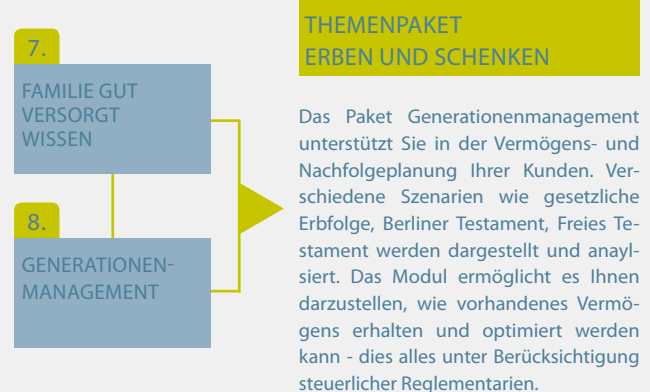 7.
FAMILIE GUT
VERSORGT
WISSEN
8.
GENERATIONEN-
MANAGEMENT
THEMENPAKET
ERBEN UND SCHENKEN
Das Paket Generationenmanagement
unterstützt Sie in der Vermögens- und
Nachfolgeplanung Ihrer Kunden. Ver-
schiedene Szenarien wie gesetzliche
Erbfolge, Berliner Testament, Freies Te-
stament werden dargestellt und anayl-
siert. Das Modul ermöglicht es Ihnen
darzustellen, wie vorhandenes Vermö-
gens erhalten und optimiert werden
kann - dies alles unter Berücksichtigung
steuerlicher Reglementarien.